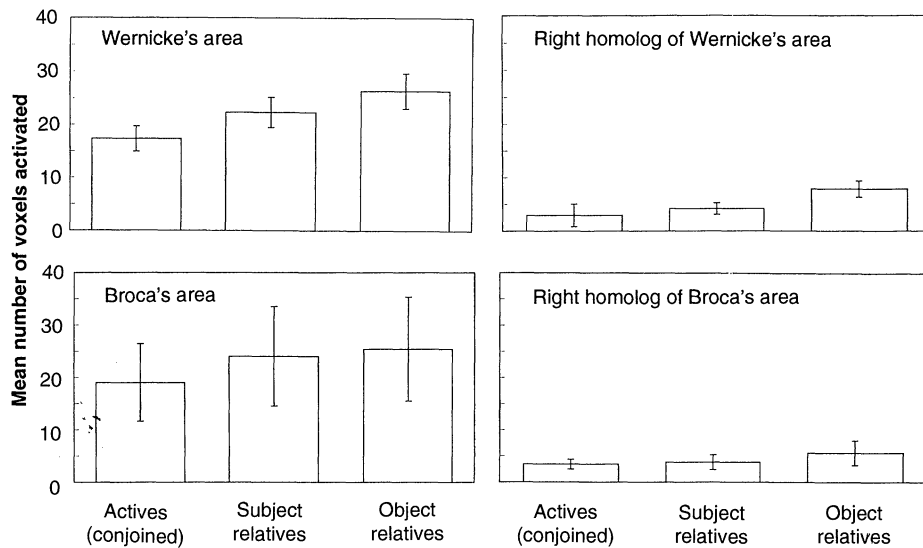 Mean number of voxels activated
40
30
20
10
0
Wernicke's area
Right homolog of Wernicke's area
40
30
20
10
0
Broca's area
Right homolog of Broca's area
Actives
(conjoined)
Subject
relatives
Object
relatives
Actives
(conjoined)
Subject
relatives
Object
relatives